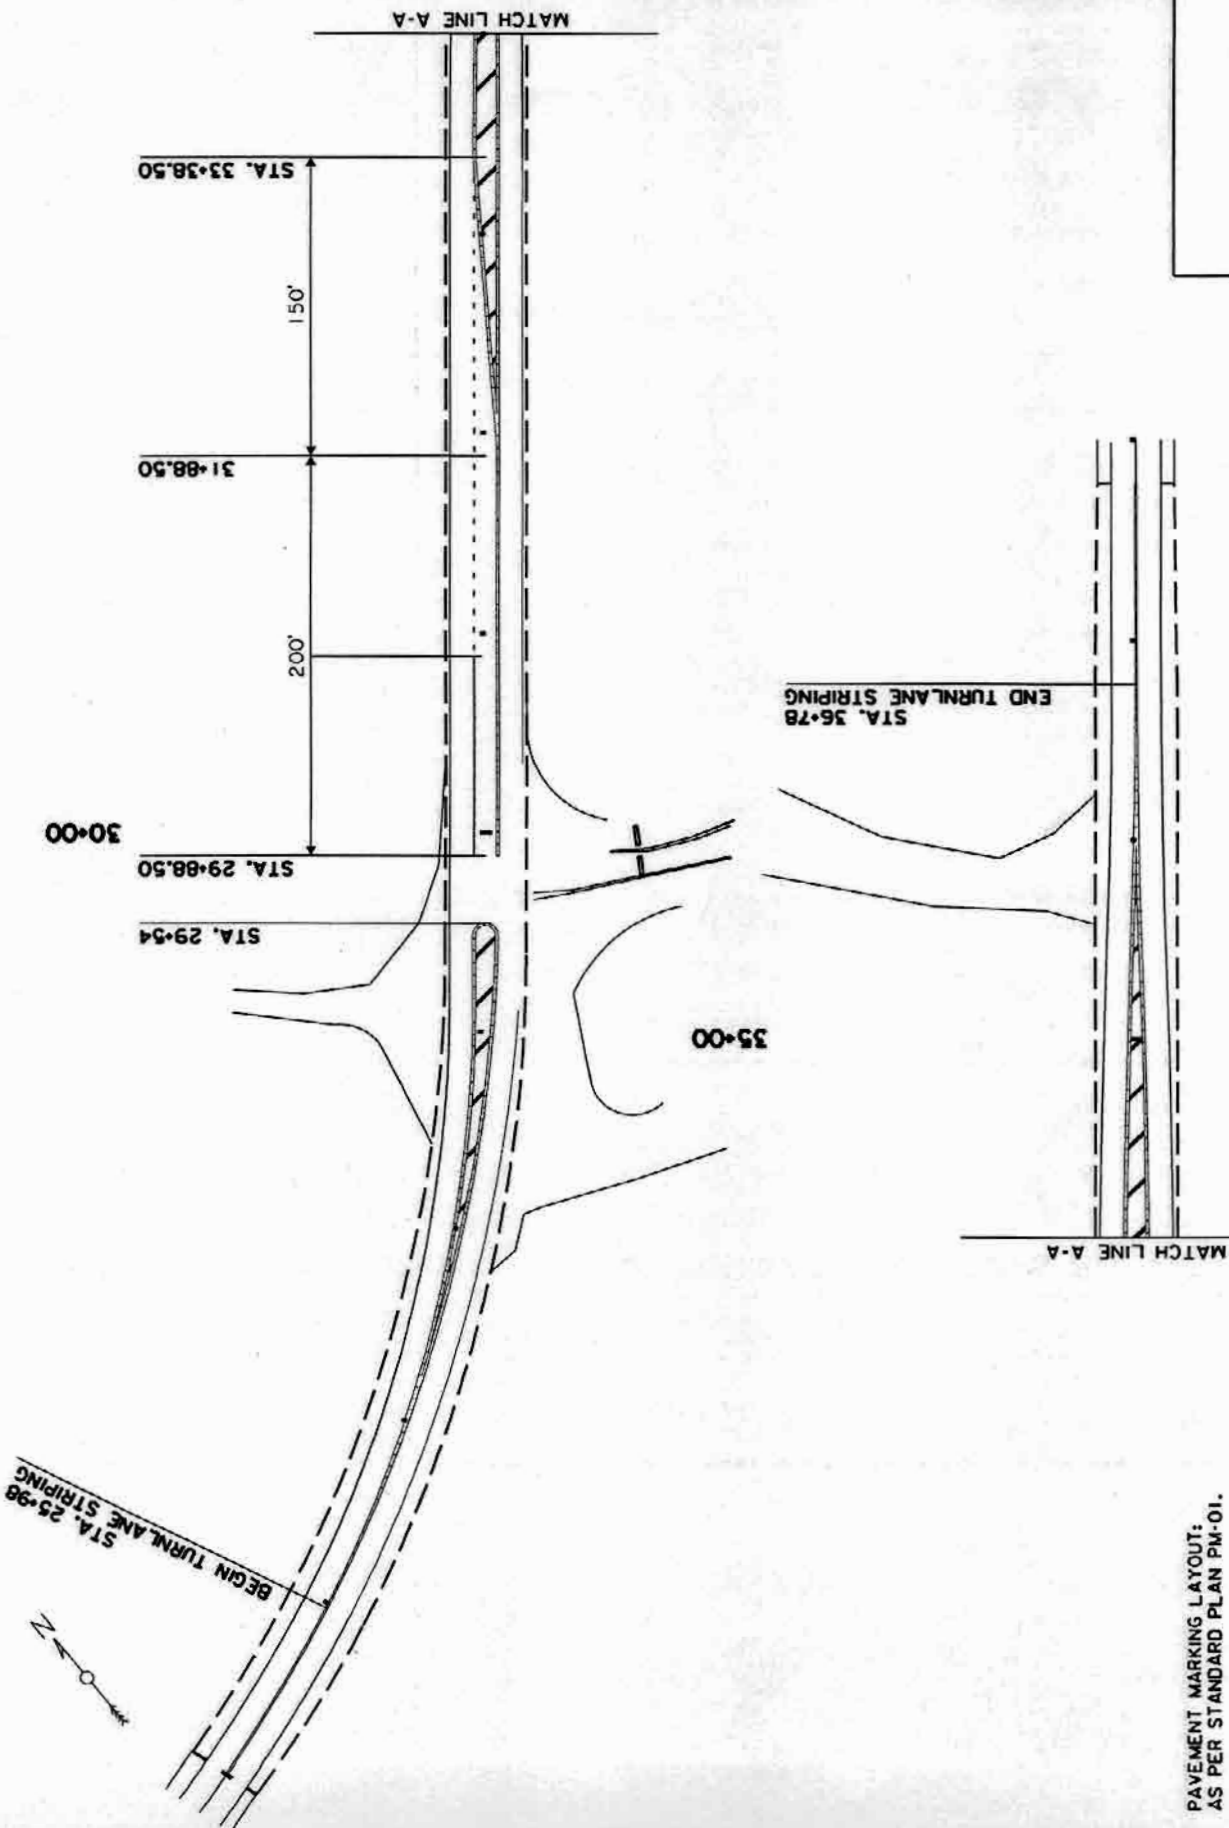 MATCH LINE A-A
STA. 33+38.50
150'
31+88.50
200'
30+00
STA. 29+88.50
STA. 29+54
STA. 36+78
END TURNLANE STRIPING
35+00
MATCH LINE A-A
STA. 25+98
BEGIN TURNLANE STRIPING
N
PAVEMENT MARKING LAYOUT:
AS PER STANDARD PLAN PM-01.